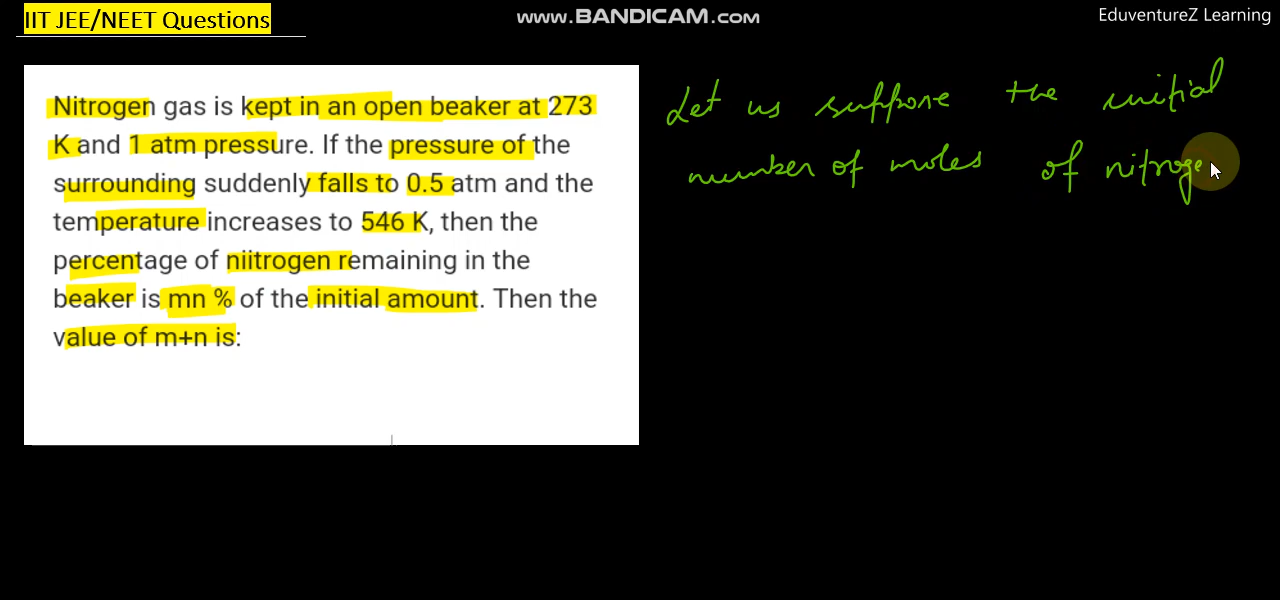 IIT JEE/NEET Questions
www.BANDICAM.com
EduventureZ Learning
Nitrogen gas is kept in an open beaker at 273
K and 1 atm pressure. If the pressure of the
surrounding suddenly falls to 0.5 atm and the
temperature increases to 546 K, then the
percentage of niitrogen remaining in the
beaker is mn % of the initial amount. Then the
value of m+n is:
Let us suppose the initial
number of moles of nitroge